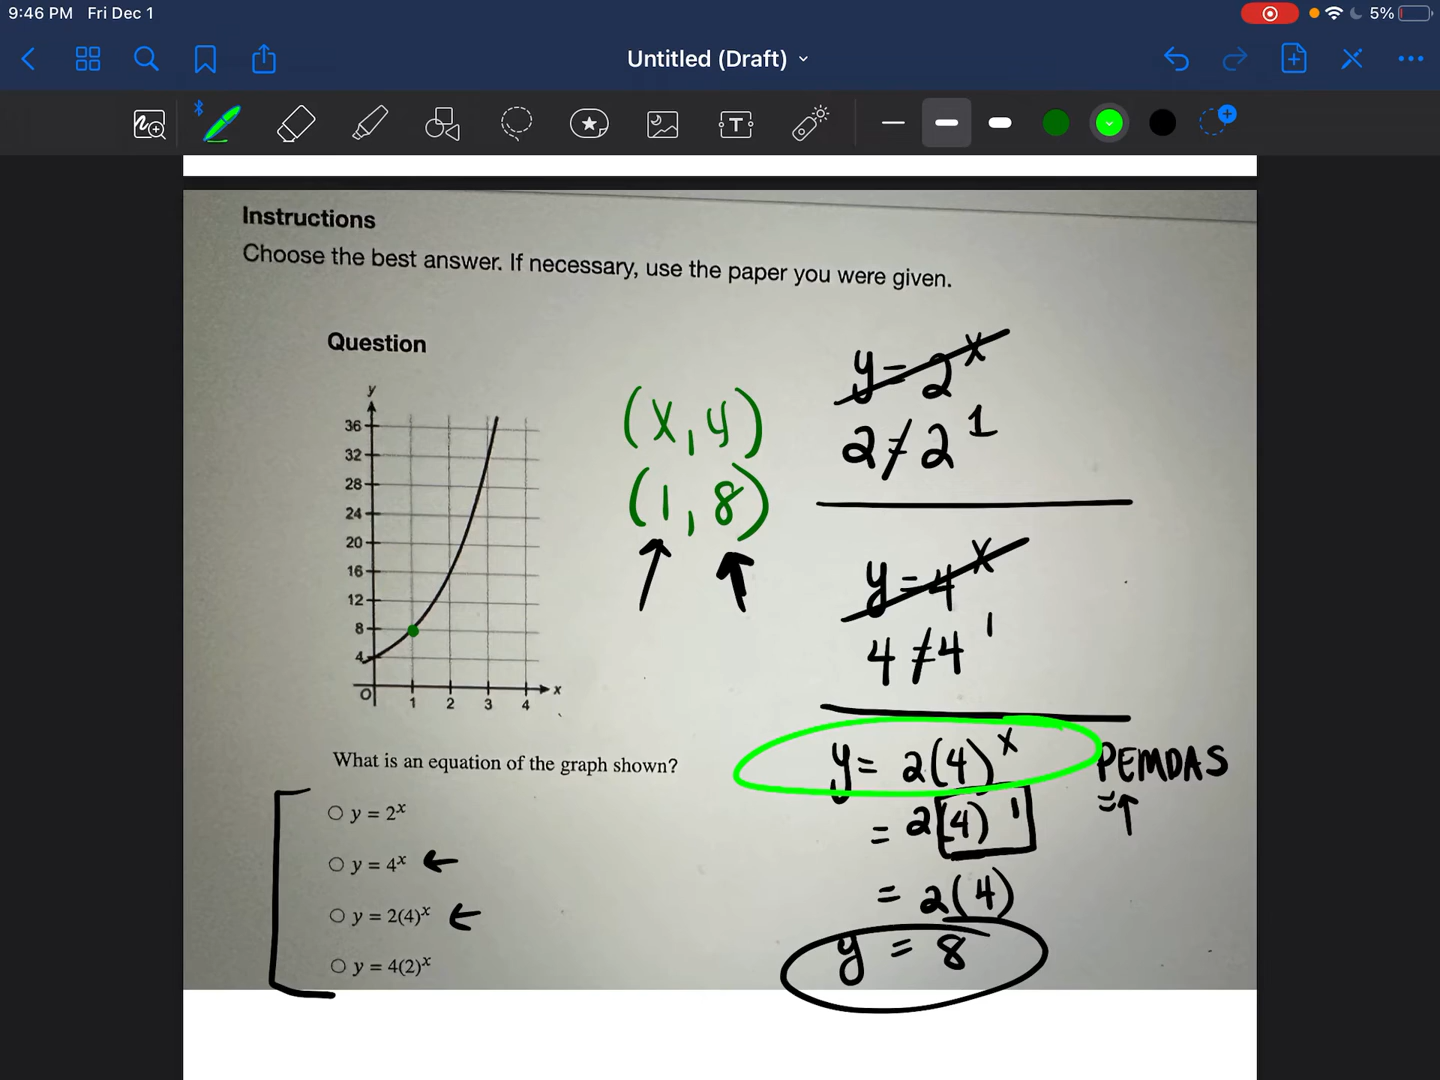 9:46 PM Fri Dec 1
5%
Untitled (Draft)
T
Instructions
Choose the best answer. If necessary, use the paper you were given.
Question
y
36
32
28
24
20
16
12
8
4
O
1 2 3 4
x
(x, y)
(1, 8)
y = 2^x
2 ≠ 2^1
y = 4^x
4 ≠ 4^1
y = 2(4)^x
PEMDAS
= 2(4)^1
= 2(4)
y = 8
What is an equation of the graph shown?
y = 2^x
y = 4^x
y = 2(4)^x
y = 4(2)^x